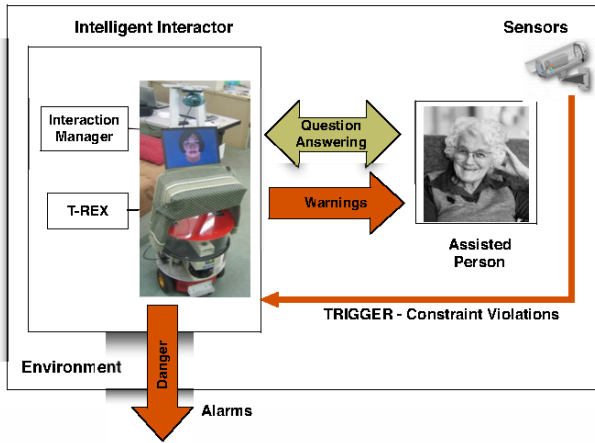 Intelligent Interactor
Sensors
Interaction
Manager
T-REX
Question
Answering
Warnings
Assisted
Person
TRIGGER - Constraint Violations
Environment
Danger
Alarms